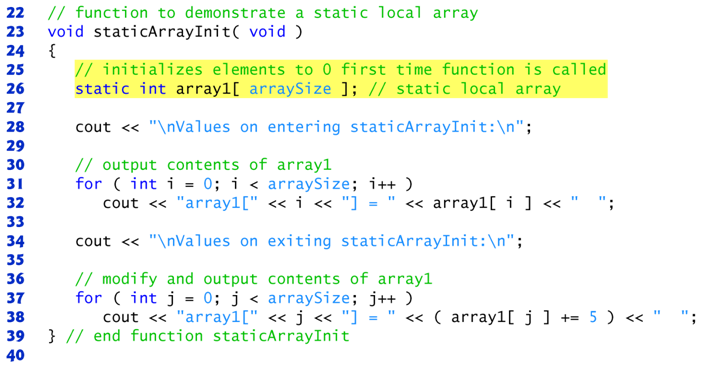 22 // function to demonstrate a static local array
23 void staticArrayInit( void )
24 {
25    // initializes elements to 0 first time function is called
26    static int array1[ arraySize ]; // static local array
27
28    cout << "\nValues on entering staticArrayInit:\n";
29
30    // output contents of array1
31    for ( int i = 0; i < arraySize; i++ )
32       cout << "array1[" << i << "] = " << array1[ i ] << "  ";
33
34    cout << "\nValues on exiting staticArrayInit:\n";
35
36    // modify and output contents of array1
37    for ( int j = 0; j < arraySize; j++ )
38       cout << "array1[" << j << "] = " << ( array1[ j ] += 5 ) << "  ";
39 } // end function staticArrayInit
40